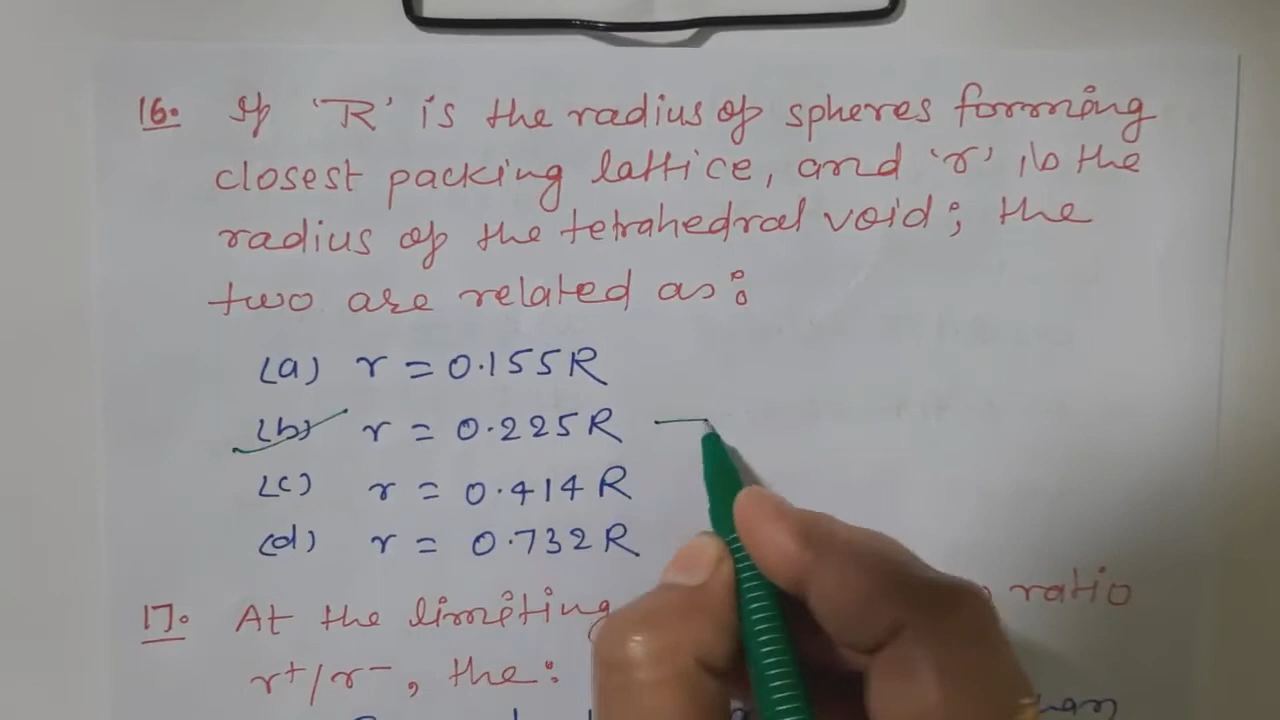 16. If 'R' is the radius of spheres forming
closest packing lattice, and 'r' is the
radius of the tetrahedral void; the
two are related as:
(a) r = 0.155R
(b) r = 0.225R
(c) r = 0.414R
(d) r = 0.732R
17. At the limiting ratio
r+/r-, the: